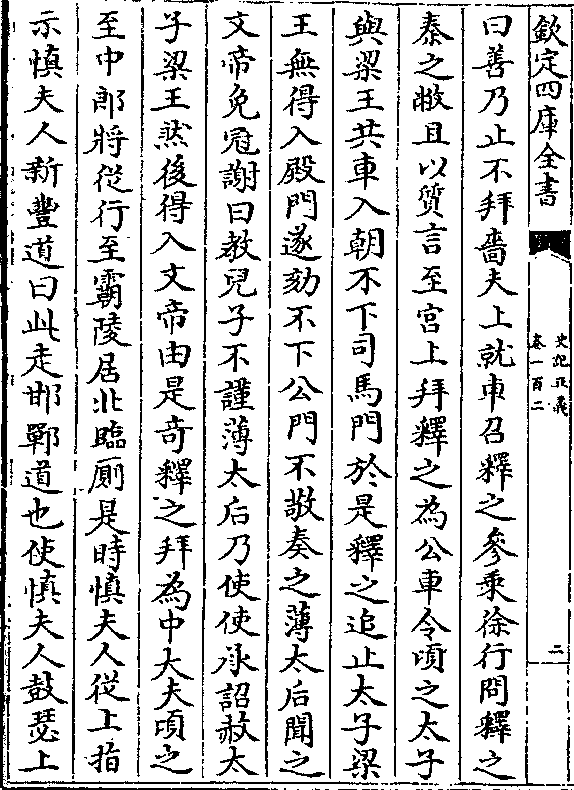 欽定四庫全書
史記正義
卷一百二
二
曰善乃止不拜嗇夫上就車召釋之參乘徐行問釋之
秦之敝且以質言至宮上拜釋之為公車令頃之太子
與梁王共車入朝不下司馬門於是釋之追止太子梁
王無得入殿門遂劾不下公門不敬奏之薄太后聞之
文帝免冠謝曰教兒子不謹薄太后乃使使承詔赦太
子梁王然後得入文帝由是奇釋之拜為中大夫頃之
至中郎將從行至霸陵居北臨厠是時慎夫人從上指
示慎夫人新豐道曰此走邯鄲道也使慎夫人鼓瑟上